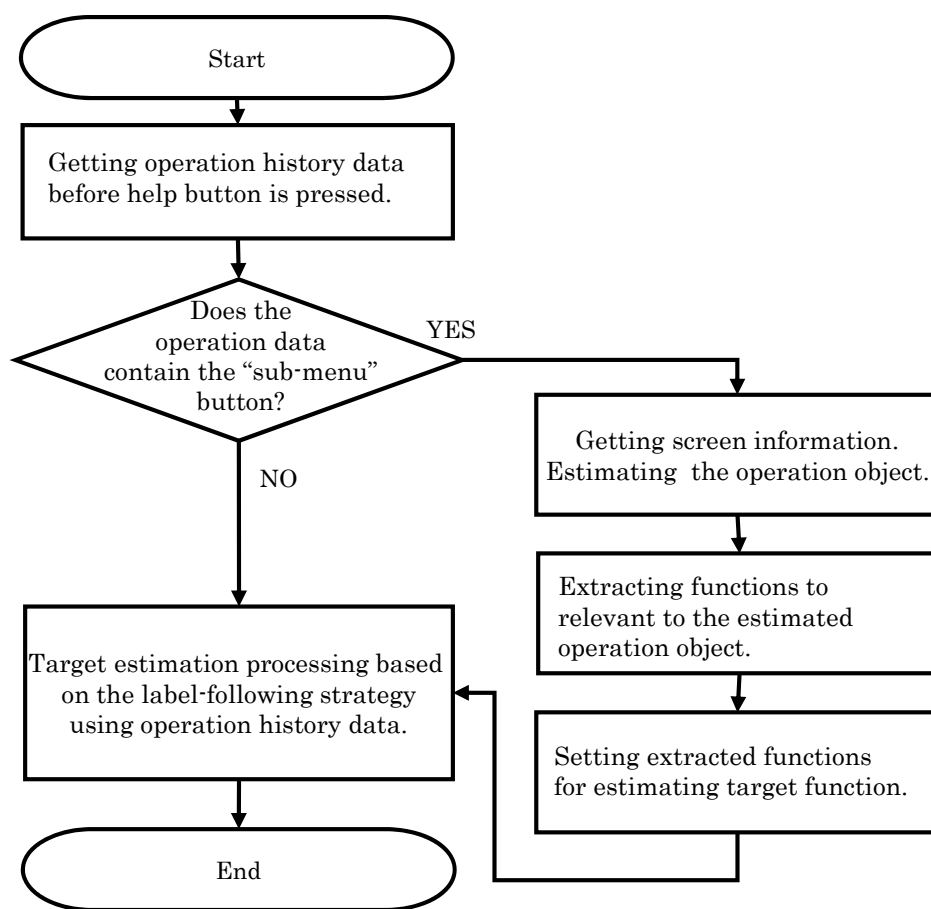 Start
Getting operation history data
before help button is pressed.
Does the
operation data
contain the “sub-menu”
button?
YES
NO
Getting screen information.
Estimating the operation object.
Extracting functions to
relevant to the estimated
operation object.
Setting extracted functions
for estimating target function.
Target estimation processing based
on the label-following strategy
using operation history data.
End